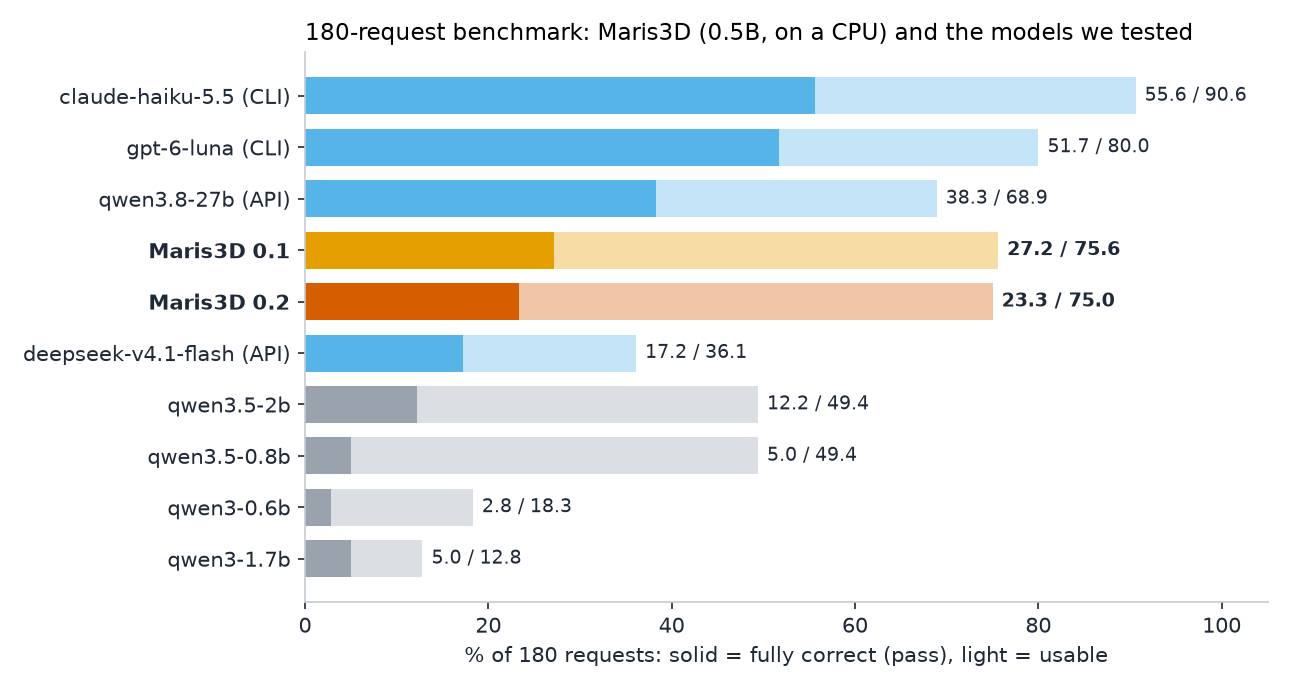 180-request benchmark: Maris3D (0.5B, on a CPU) and the models we tested
claude-haiku-5.5 (CLI) 55.6 / 90.6
gpt-6-luna (CLI) 51.7 / 80.0
qwen3.8-27b (API) 38.3 / 68.9
Maris3D 0.1 27.2 / 75.6
Maris3D 0.2 23.3 / 75.0
deepseek-v4.1-flash (API) 17.2 / 36.1
qwen3.5-2b 12.2 / 49.4
qwen3.5-0.8b 5.0 / 49.4
qwen3-0.6b 2.8 / 18.3
qwen3-1.7b 5.0 / 12.8
0 20 40 60 80 100
% of 180 requests: solid = fully correct (pass), light = usable